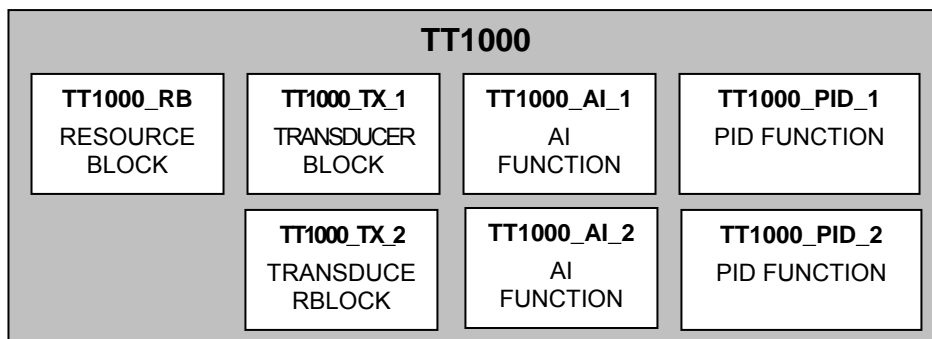 TT1000
TT1000_RB
RESOURCE
BLOCK
TT1000_TX_1
TRANSDUCER
BLOCK
TT1000_AI_1
AI
FUNCTION
TT1000_PID_1
PID FUNCTION
TT1000_TX_2
TRANSDUCE
RBLOCK
TT1000_AI_2
AI
FUNCTION
TT1000_PID_2
PID FUNCTION